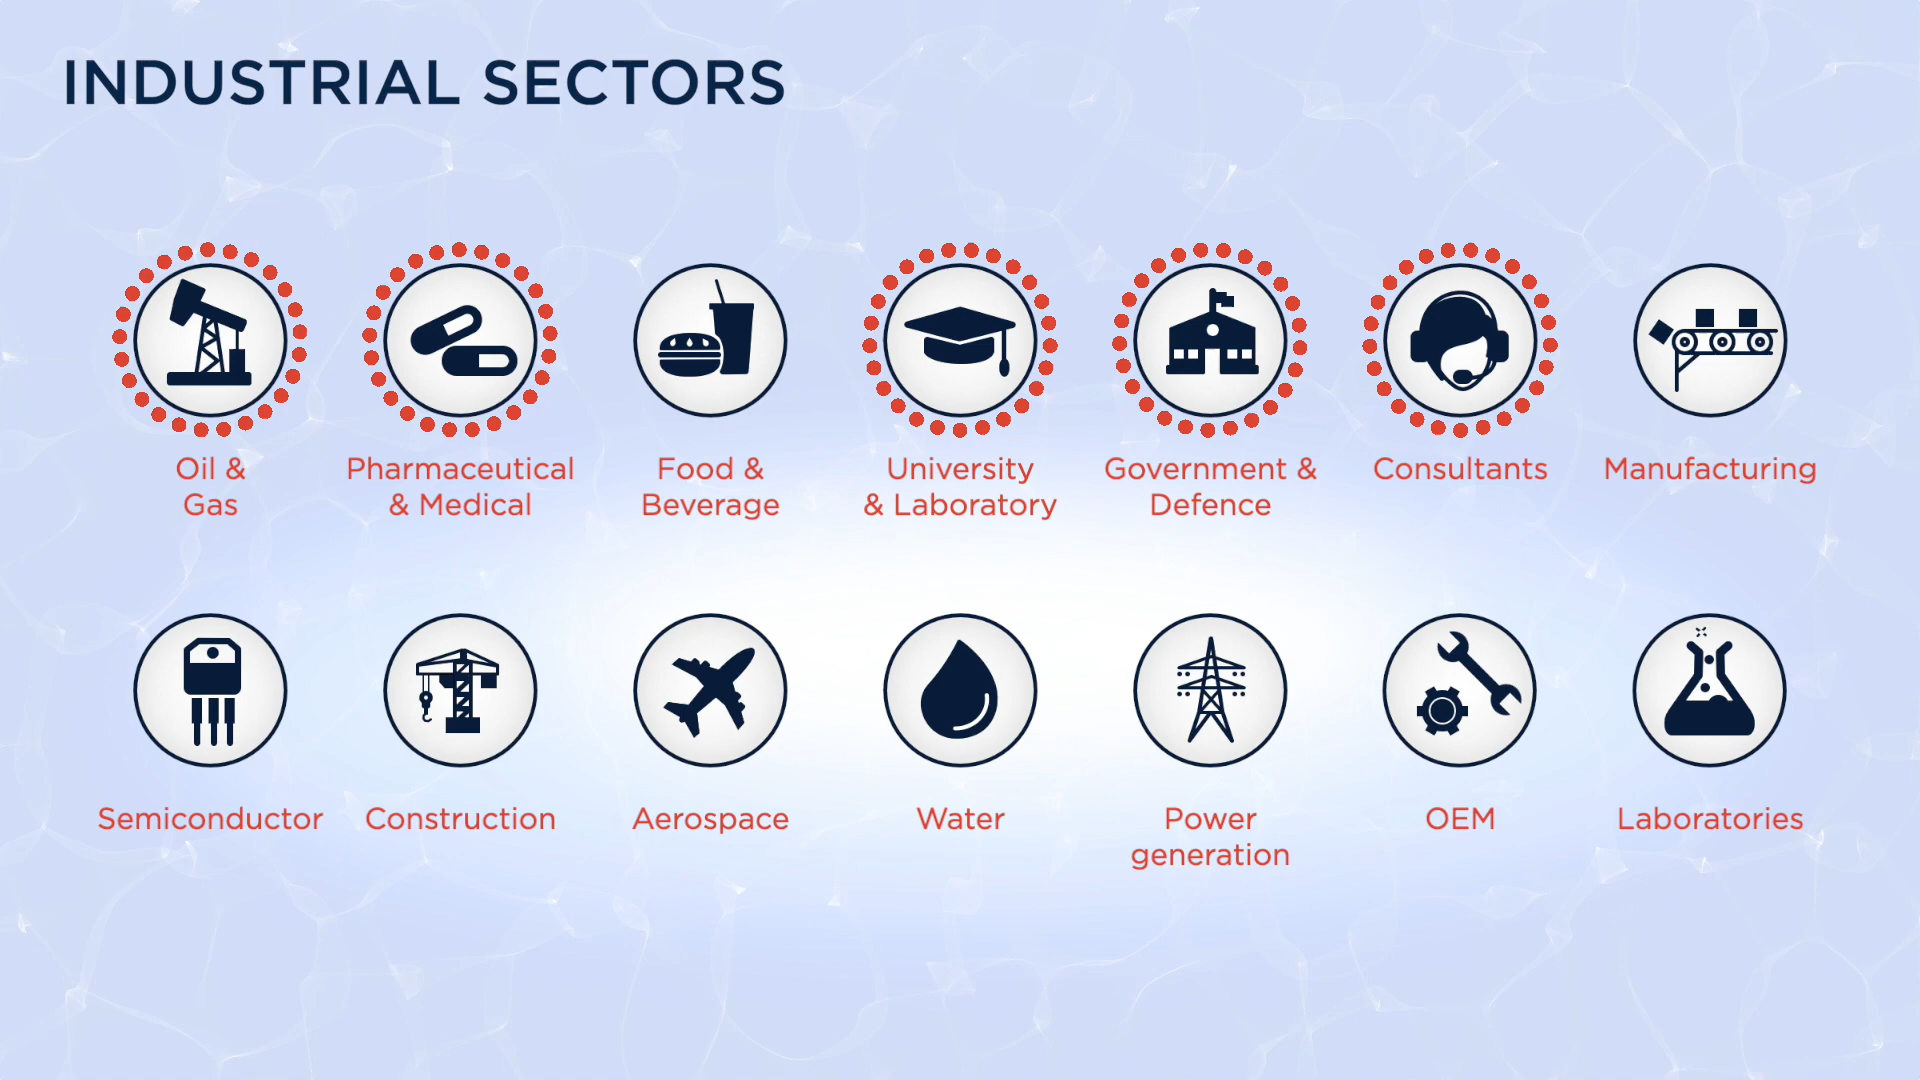 INDUSTRIAL SECTORS
Oil &
Gas
Pharmaceutical
& Medical
Food &
Beverage
University
& Laboratory
Government &
Defence
Consultants
Manufacturing
Semiconductor
Construction
Aerospace
Water
Power
generation
OEM
Laboratories